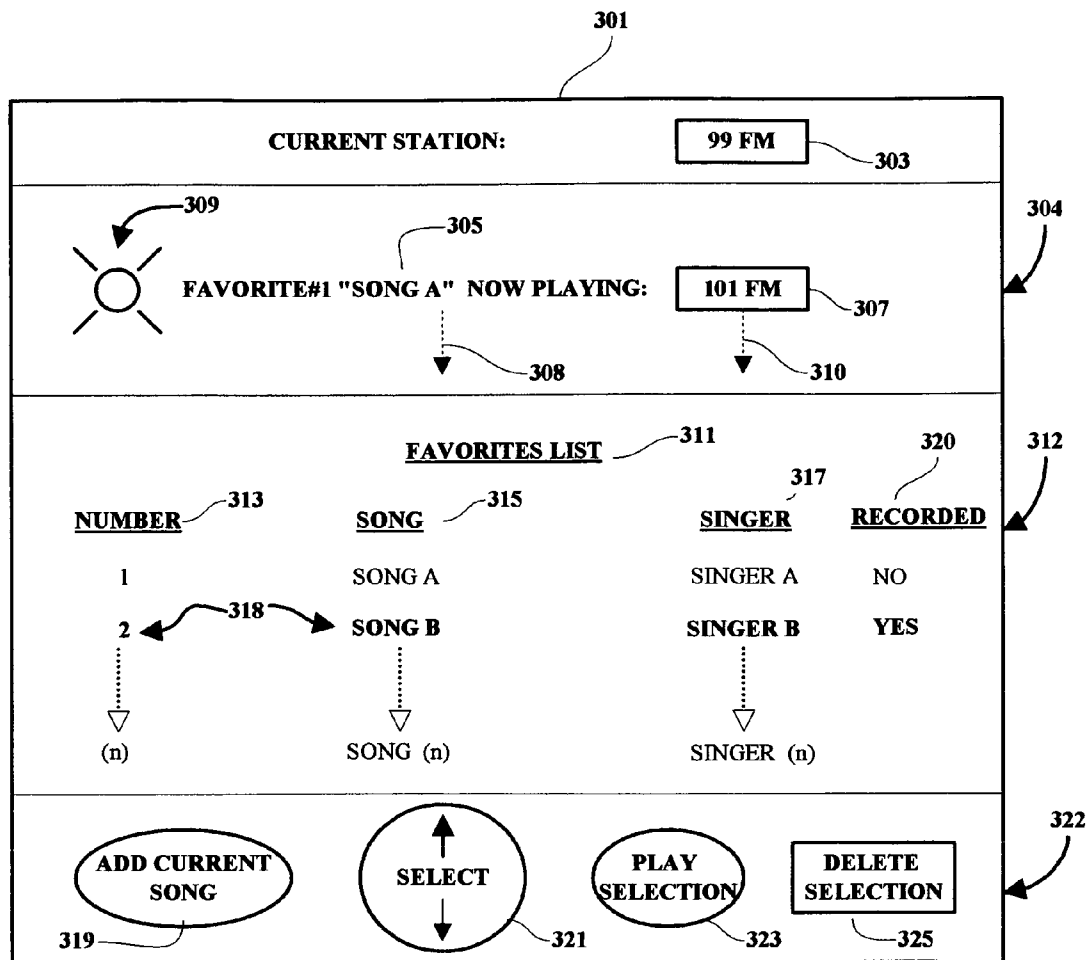 301
CURRENT STATION: 99 FM
303
309
305
304
FAVORITE#1 "SONG A" NOW PLAYING: 101 FM
307
308
310
FAVORITES LIST
311
320
312
313
315
317
NUMBER SONG SINGER RECORDED
1 SONG A SINGER A NO
318
2 SONG B SINGER B YES
(n) SONG (n) SINGER (n)
322
ADD CURRENT SONG
SELECT
PLAY SELECTION
DELETE SELECTION
319
321
323
325